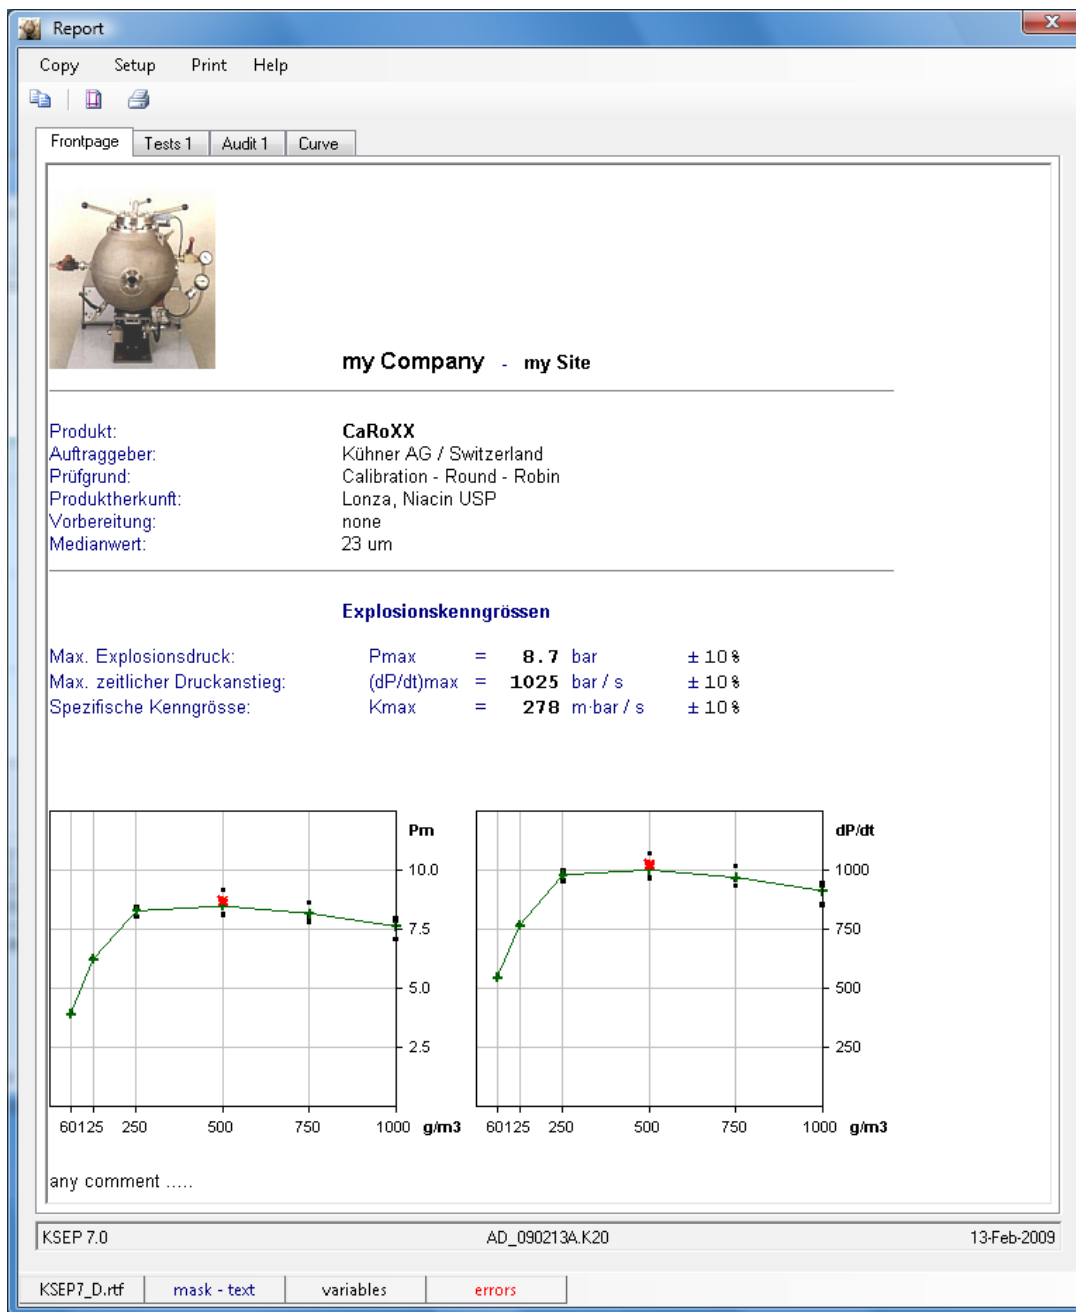 Report
Copy Setup Print Help
Frontpage Tests 1 Audit 1 Curve
my Company - my Site
Produkt: CaRoXX
Auftraggeber: Kühner AG / Switzerland
Prüfgrund: Calibration - Round - Robin
Produktherkunft: Lonza, Niacin USP
Vorbereitung: none
Medianwert: 23 um
Explosionskenngrössen
Max. Explosionsdruck: Pmax = 8.7 bar ± 10%
Max. zeitlicher Druckanstieg: (dP/dt)max = 1025 bar / s ± 10%
Spezifische Kenngrösse: Kmax = 278 m·bar / s ± 10%
Pm dP/dt
10.0 1000
7.5 750
5.0 500
2.5 250
60 125 250 500 750 1000 g/m3 60 125 250 500 750 1000 g/m3
any comment .....
KSEP 7.0 AD_090213A.K20 13-Feb-2009
KSEP7_D.rtf mask - text variables errors